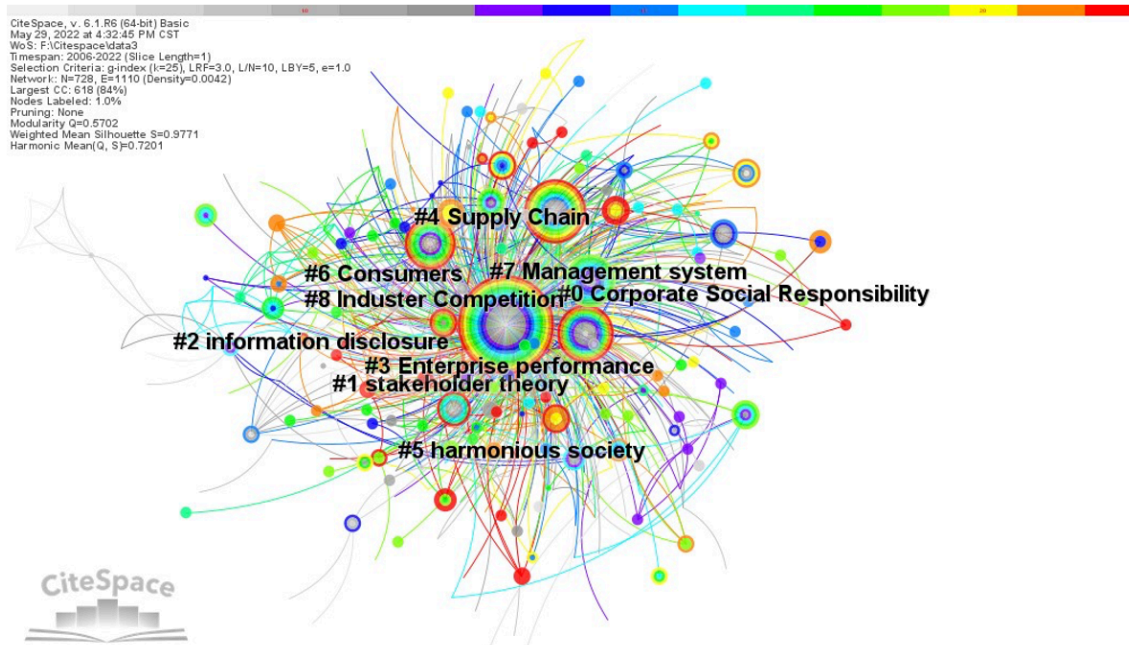 CiteSpace, v. 6.1.R6 (64-bit) Basic
May 29, 2022 at 4:32:45 PM CST
WoS: F:\Citespace\data3
Timespan: 2006-2022 (Slice Length=1)
Selection Criteria: g-index (k=25), LRF=3.0, L/N=10, LBY=5, e=1.0
Network: N=728, E=1110 (Density=0.0042)
Largest CC: 618 (84%)
Nodes Labeled: 1.0%
Pruning: None
Modularity Q=0.5702
Weighted Mean Silhouette S=0.9771
Harmonic Mean(Q, S)=0.7201
#4 Supply Chain
#6 Consumers
#7 Management system
#8 Induster Competition
#0 Corporate Social Responsibility
#2 information disclosure
#3 Enterprise performance
#1 stakeholder theory
#5 harmonious society
CiteSpace